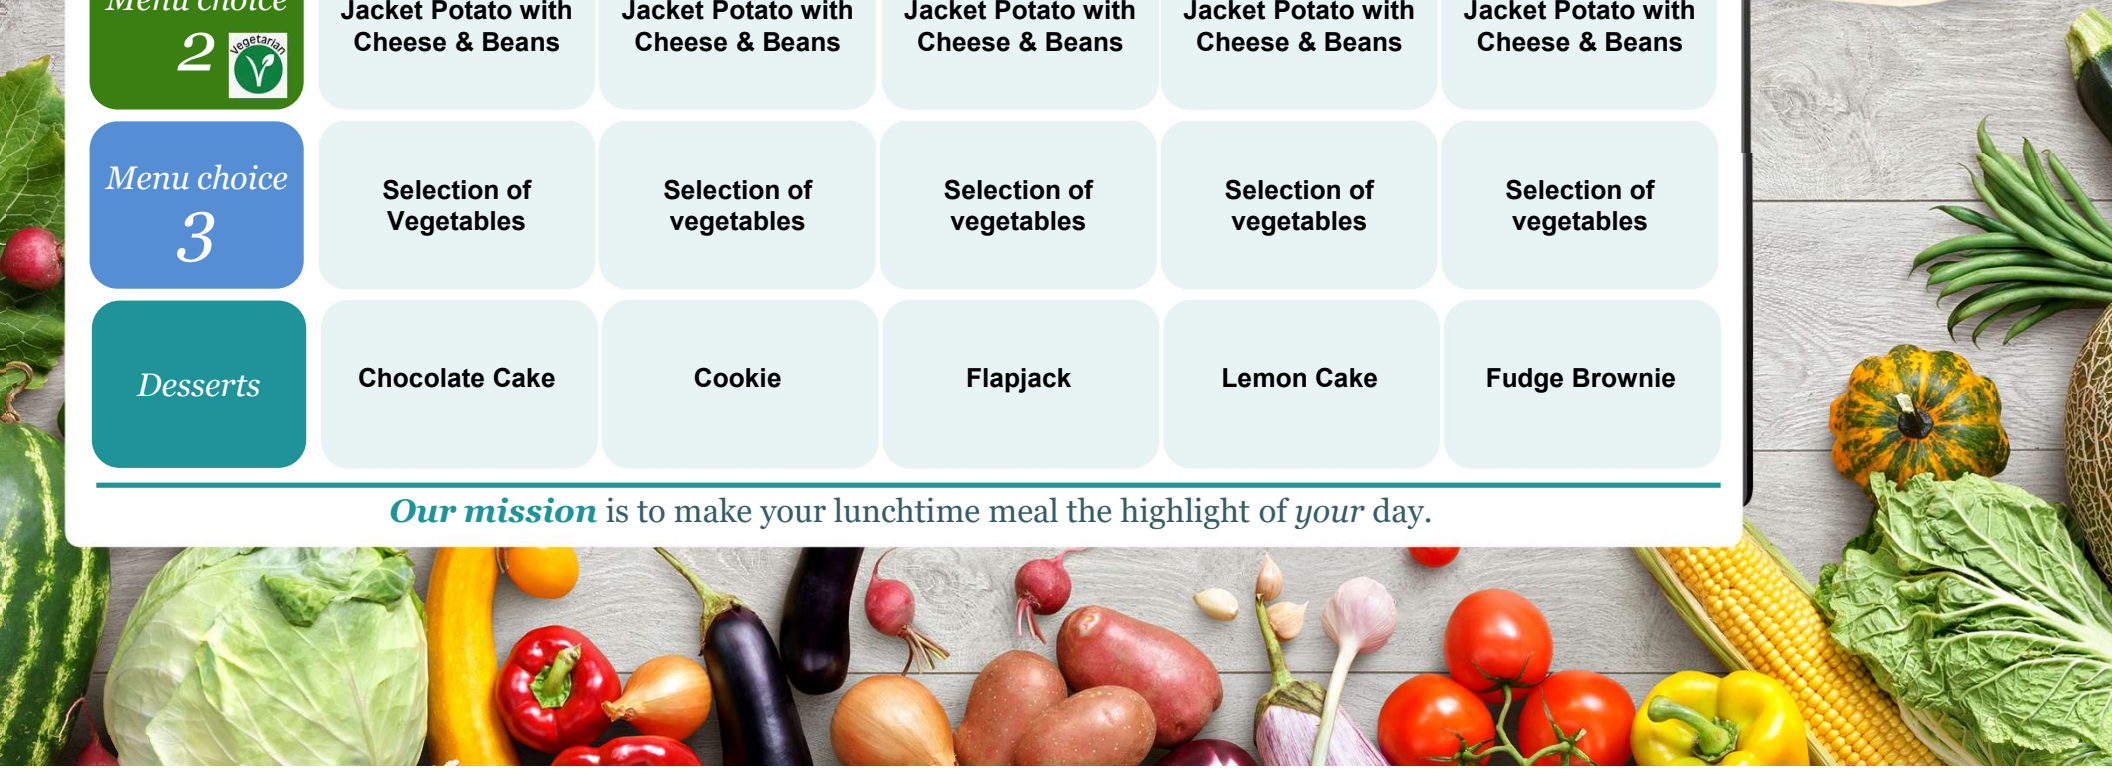 Menu choice
2
vegetarian
Jacket Potato with
Cheese & Beans
Jacket Potato with
Cheese & Beans
Jacket Potato with
Cheese & Beans
Jacket Potato with
Cheese & Beans
Jacket Potato with
Cheese & Beans
Menu choice
3
Selection of
Vegetables
Selection of
vegetables
Selection of
vegetables
Selection of
vegetables
Selection of
vegetables
Desserts
Chocolate Cake
Cookie
Flapjack
Lemon Cake
Fudge Brownie
Our mission is to make your lunchtime meal the highlight of your day.